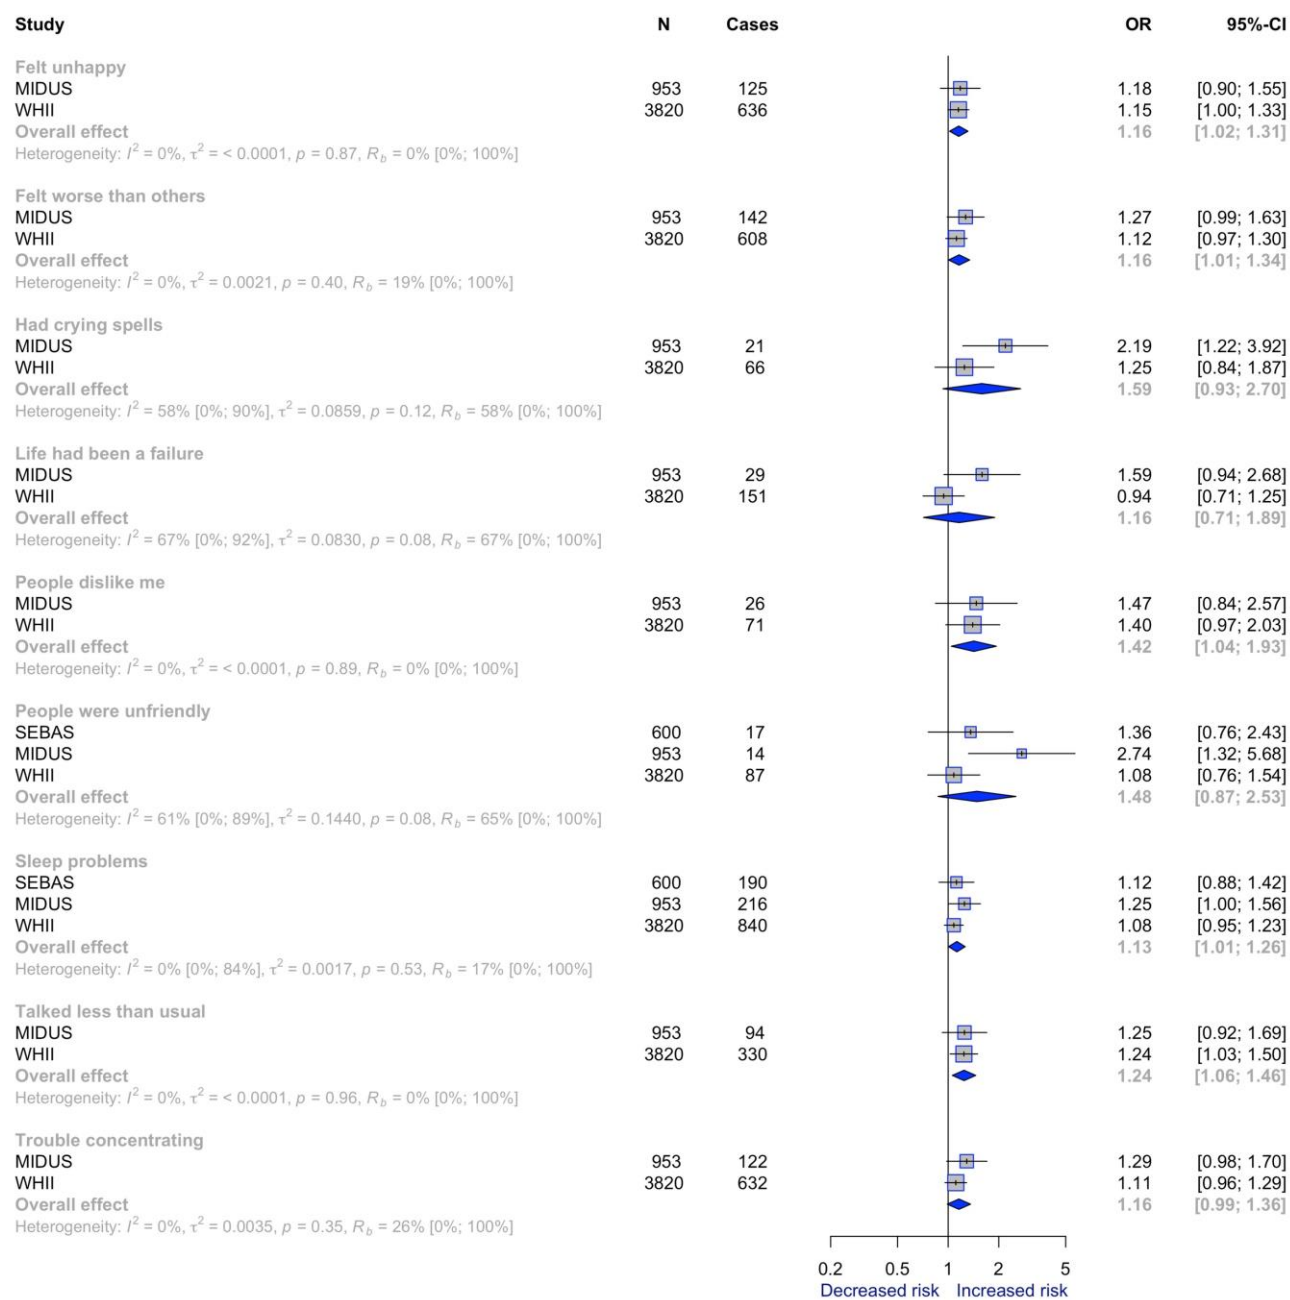 Study N Cases OR 95%-CI
Felt unhappy
MIDUS 953 125 1.18 [0.90; 1.55]
WHII 3820 636 1.15 [1.00; 1.33]
Overall effect 1.16 [1.02; 1.31]
Heterogeneity: I² = 0%, τ² = < 0.0001, p = 0.87, R_b = 0% [0%; 100%]
Felt worse than others
MIDUS 953 142 1.27 [0.99; 1.63]
WHII 3820 608 1.12 [0.97; 1.30]
Overall effect 1.16 [1.01; 1.34]
Heterogeneity: I² = 0%, τ² = 0.0021, p = 0.40, R_b = 19% [0%; 100%]
Had crying spells
MIDUS 953 21 2.19 [1.22; 3.92]
WHII 3820 66 1.25 [0.84; 1.87]
Overall effect 1.59 [0.93; 2.70]
Heterogeneity: I² = 58% [0%; 90%], τ² = 0.0859, p = 0.12, R_b = 58% [0%; 100%]
Life had been a failure
MIDUS 953 29 1.59 [0.94; 2.68]
WHII 3820 151 0.94 [0.71; 1.25]
Overall effect 1.16 [0.71; 1.89]
Heterogeneity: I² = 67% [0%; 92%], τ² = 0.0830, p = 0.08, R_b = 67% [0%; 100%]
People dislike me
MIDUS 953 26 1.47 [0.84; 2.57]
WHII 3820 71 1.40 [0.97; 2.03]
Overall effect 1.42 [1.04; 1.93]
Heterogeneity: I² = 0%, τ² = < 0.0001, p = 0.89, R_b = 0% [0%; 100%]
People were unfriendly
SEBAS 600 17 1.36 [0.76; 2.43]
MIDUS 953 14 2.74 [1.32; 5.68]
WHII 3820 87 1.08 [0.76; 1.54]
Overall effect 1.48 [0.87; 2.53]
Heterogeneity: I² = 61% [0%; 89%], τ² = 0.1440, p = 0.08, R_b = 65% [0%; 100%]
Sleep problems
SEBAS 600 190 1.12 [0.88; 1.42]
MIDUS 953 216 1.25 [1.00; 1.56]
WHII 3820 840 1.08 [0.95; 1.23]
Overall effect 1.13 [1.01; 1.26]
Heterogeneity: I² = 0% [0%; 84%], τ² = 0.0017, p = 0.53, R_b = 17% [0%; 100%]
Talked less than usual
MIDUS 953 94 1.25 [0.92; 1.69]
WHII 3820 330 1.24 [1.03; 1.50]
Overall effect 1.24 [1.06; 1.46]
Heterogeneity: I² = 0%, τ² = < 0.0001, p = 0.96, R_b = 0% [0%; 100%]
Trouble concentrating
MIDUS 953 122 1.29 [0.98; 1.70]
WHII 3820 632 1.11 [0.96; 1.29]
Overall effect 1.16 [0.99; 1.36]
Heterogeneity: I² = 0%, τ² = 0.0035, p = 0.35, R_b = 26% [0%; 100%]
0.2 0.5 1 2 5
Decreased risk Increased risk